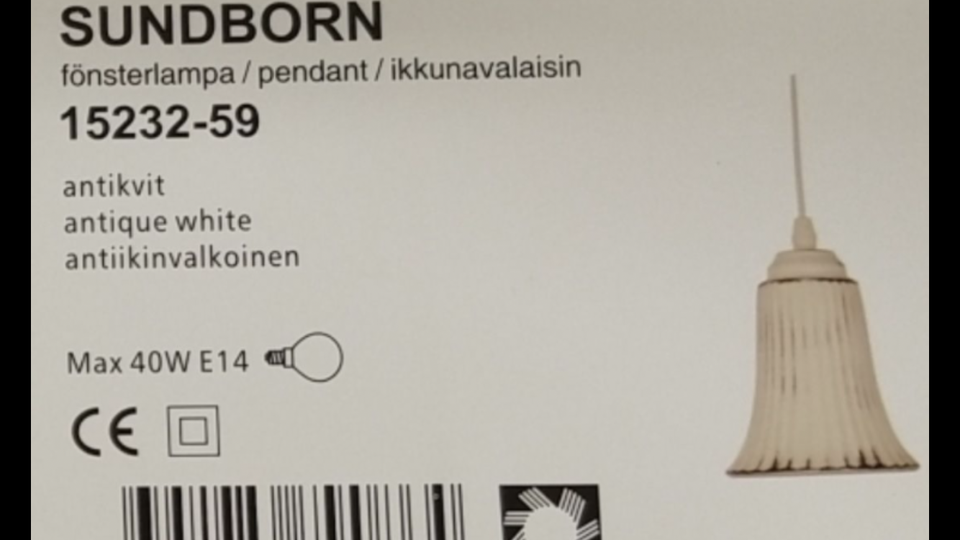 SUNDBORN
fönsterlampa / pendant / ikkunavalaisin
15232-59
antikvit
antique white
antiikinvalkoinen
Max 40W E14
CE